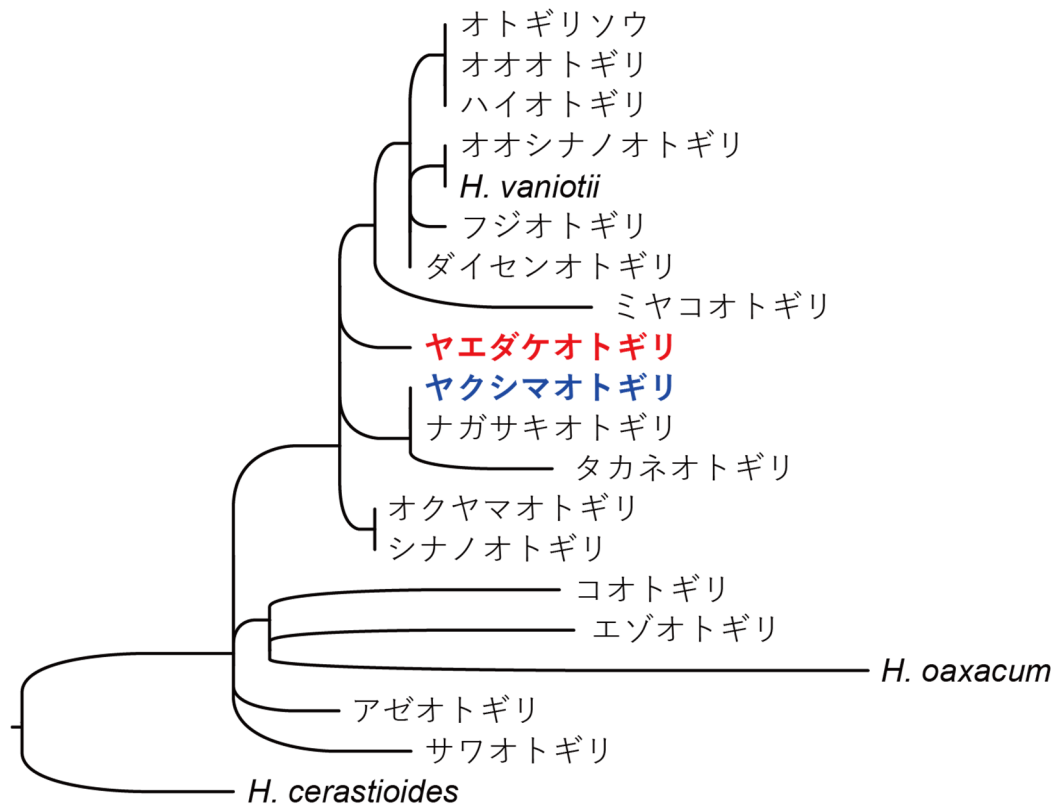 オトギリソウ
オオオトギリ
ハイオトギリ
オオシナノオトギリ
H. vaniotii
フジオトギリ
ダイセンオトギリ
ミヤコオトギリ
ヤエダケオトギリ
ヤクシマオトギリ
ナガサキオトギリ
タカネオトギリ
オクヤマオトギリ
シナノオトギリ
コオトギリ
エゾオトギリ
H. oaxacum
アゼオトギリ
サワオトギリ
H. cerastioides